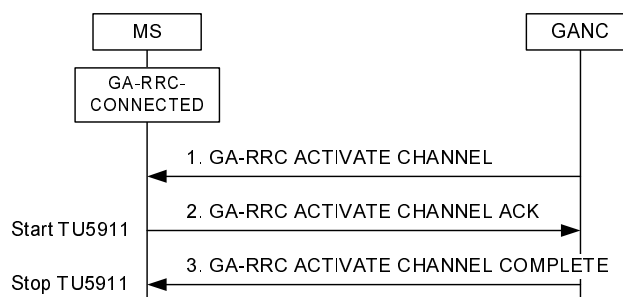 MS
GANC
GA-RRC-
CONNECTED
1. GA-RRC ACTIVATE CHANNEL
Start TU5911
2. GA-RRC ACTIVATE CHANNEL ACK
3. GA-RRC ACTIVATE CHANNEL COMPLETE
Stop TU5911